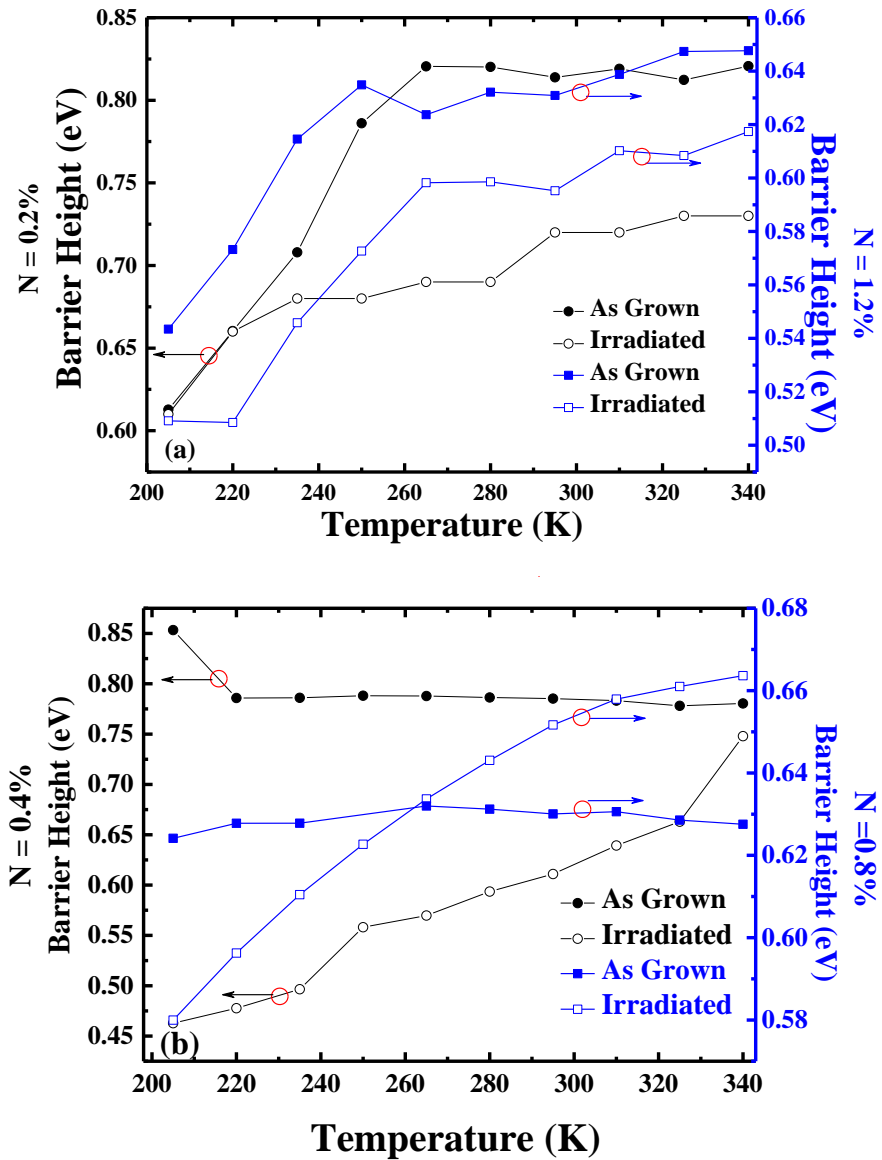 N = 0.2%
Barrier Height (eV)
0.85
0.80
0.75
0.70
0.65
0.60
0.66
0.64
0.62
0.60
0.58
0.56
0.54
0.51
0.50
Barrier Height (eV)
N = 1.2%
As Grown
Irradiated
As Grown
Irradiated
(a)
200 220 240 260 280 300 320 340
Temperature (K)
N = 0.4%
Barrier Height (eV)
0.85
0.80
0.75
0.70
0.65
0.60
0.55
0.50
0.45
0.68
0.66
0.63
0.62
0.60
0.58
Barrier Height (eV)
N =0.8%
As Grown
Irradiated
As Grown
Irradiated
(b)
200 220 240 260 280 300 320 340
Temperature (K)